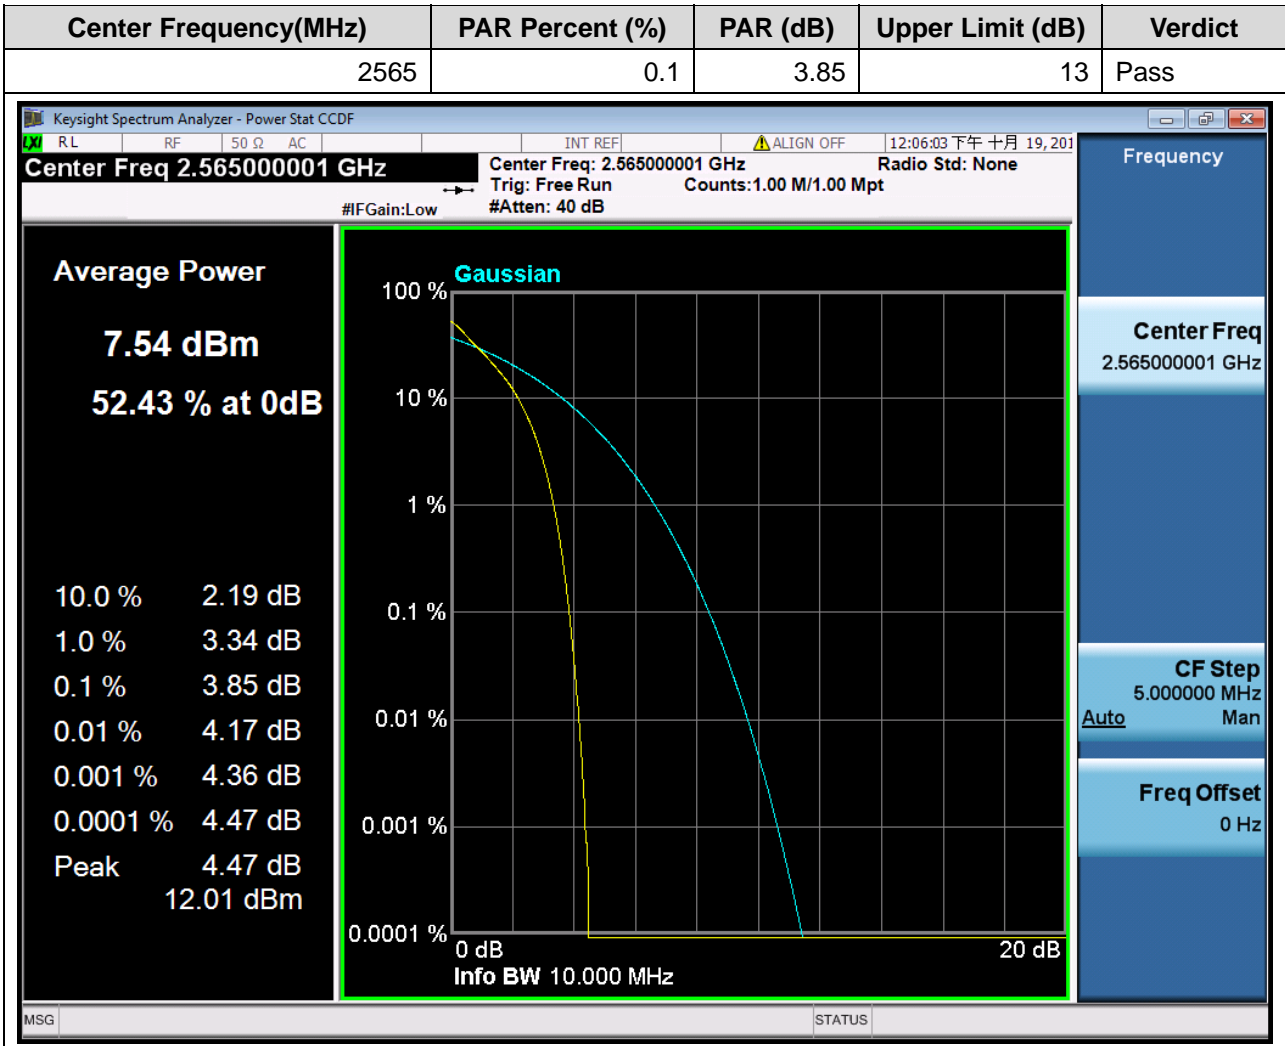 Center Frequency(MHz) PAR Percent (%) PAR (dB) Upper Limit (dB) Verdict
2565 0.1 3.85 13 Pass
Keysight Spectrum Analyzer - Power Stat CCDF
LXI RL RF 50 Ω AC INT REF ALIGN OFF 12:06:03 下午 十月 19, 201
Center Freq 2.565000001 GHz
Center Freq: 2.565000001 GHz Radio Std: None
Trig: Free Run Counts:1.00 M/1.00 Mpt
#IFGain:Low #Atten: 40 dB
Average Power
7.54 dBm
52.43 % at 0dB
10.0 % 2.19 dB
1.0 % 3.34 dB
0.1 % 3.85 dB
0.01 % 4.17 dB
0.001 % 4.36 dB
0.0001 % 4.47 dB
Peak 4.47 dB
12.01 dBm
Gaussian
100 %
10 %
1 %
0.1 %
0.01 %
0.001 %
0.0001 %
0 dB 20 dB
Info BW 10.000 MHz
Frequency
Center Freq
2.565000001 GHz
CF Step
5.000000 MHz
Auto Man
Freq Offset
0 Hz
MSG STATUS